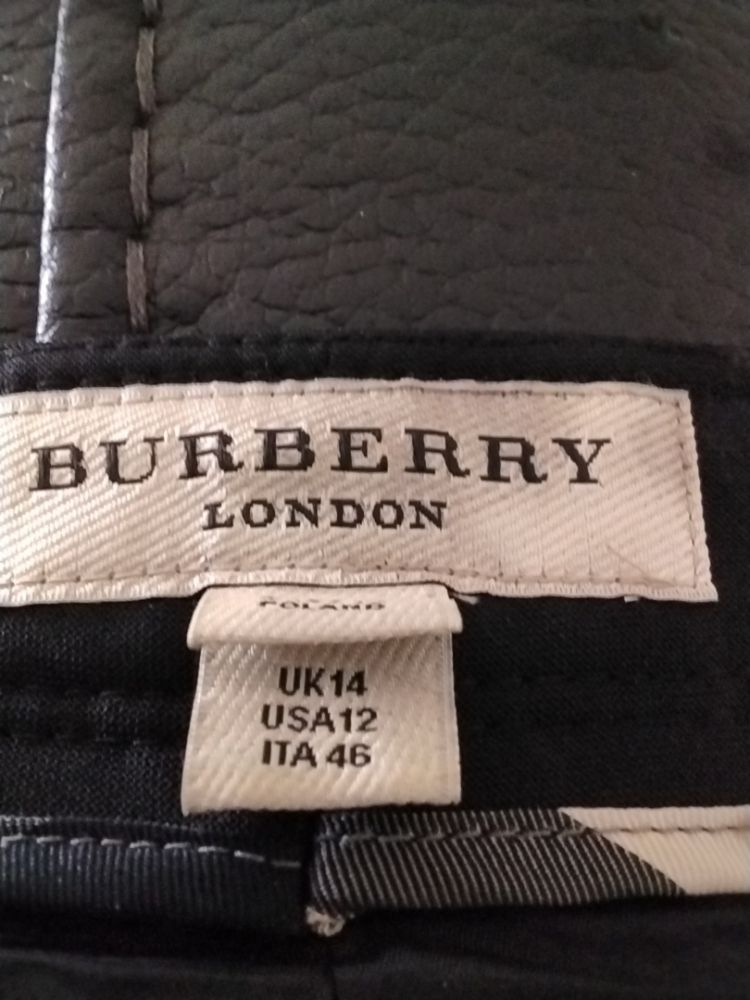 BURBERRY
LONDON
POLAND
UK14
USA12
ITA 46